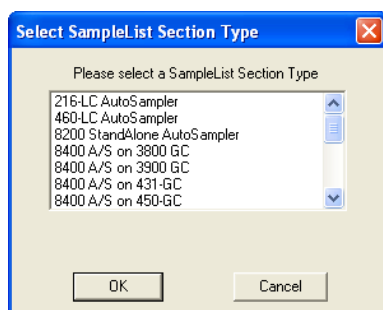 Select SampleList Section Type
Please select a SampleList Section Type
216-LC AutoSampler
460-LC AutoSampler
8200 StandAlone AutoSampler
8400 A/S on 3800 GC
8400 A/S on 3900 GC
8400 A/S on 431-GC
8400 A/S on 450-GC
OK Cancel